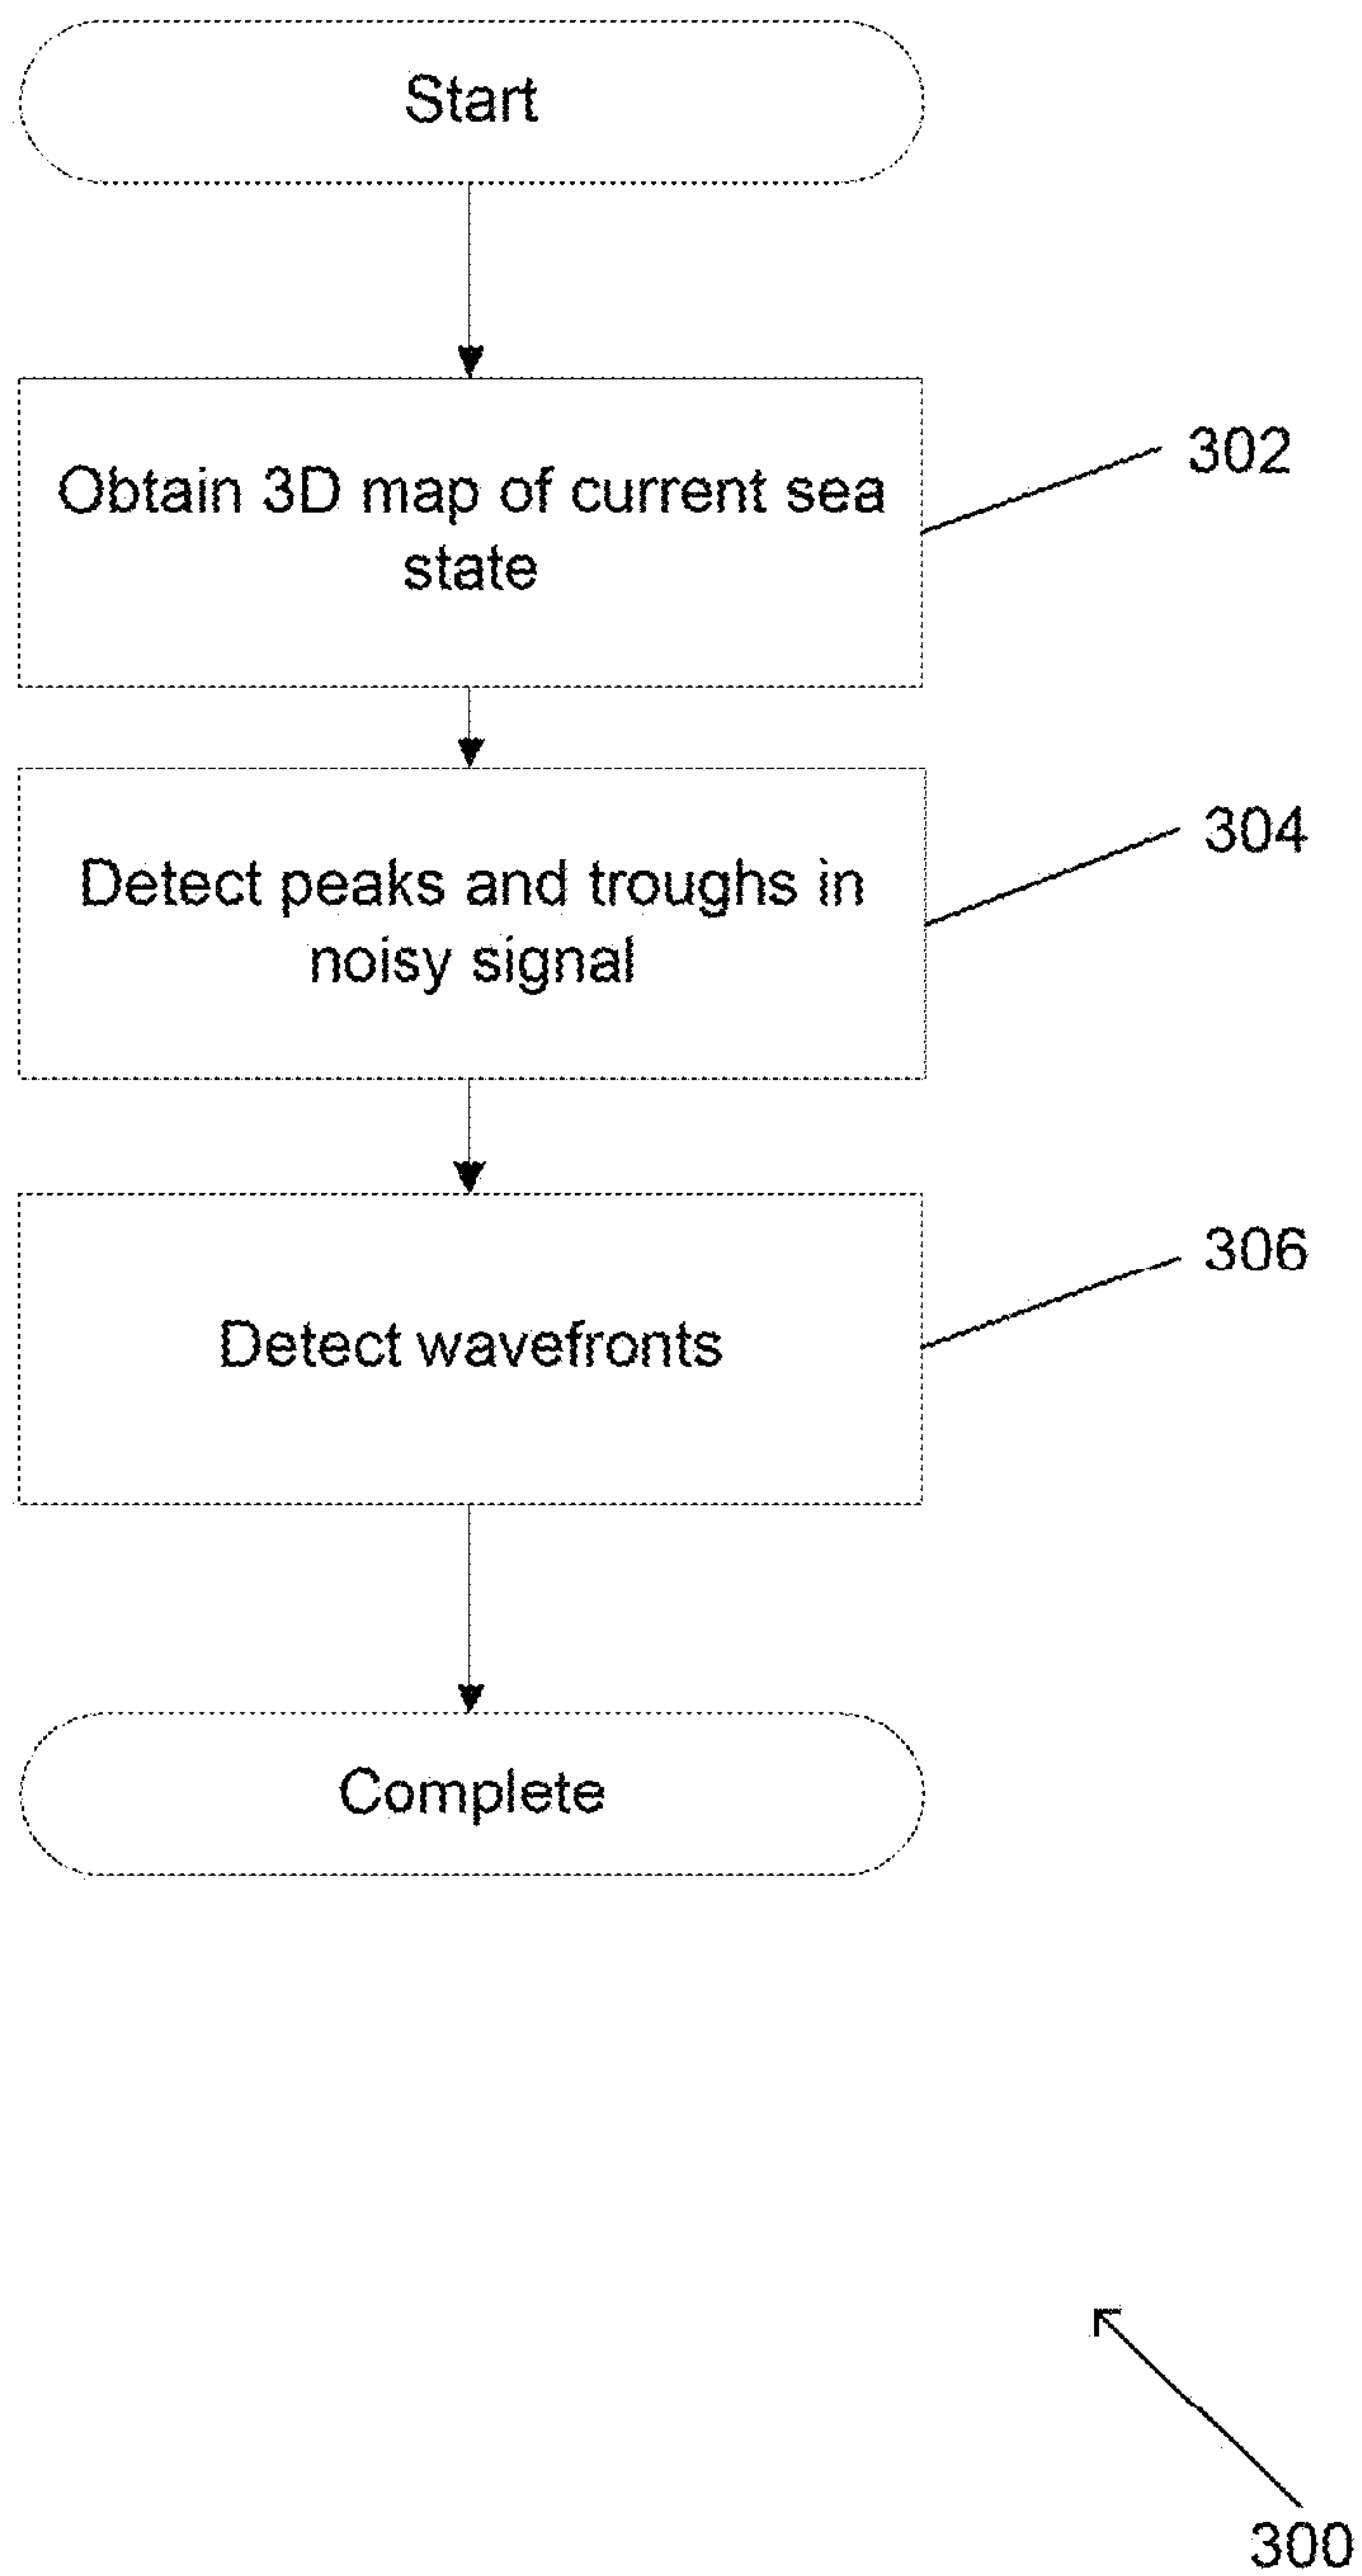 Start
Obtain 3D map of current sea
state
302
Detect peaks and troughs in
noisy signal
304
Detect wavefronts
306
Complete
300